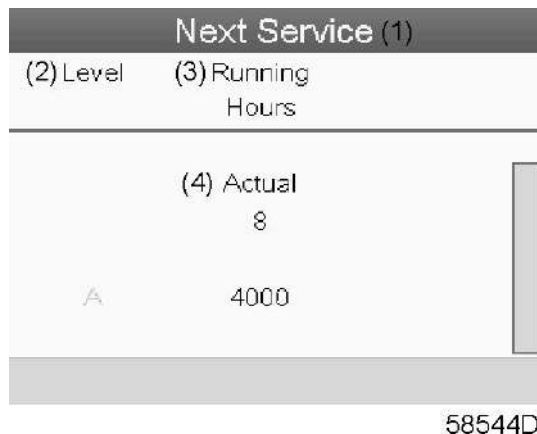 Next Service (1)
(2) Level (3) Running
Hours
(4) Actual
8
A 4000
58544D